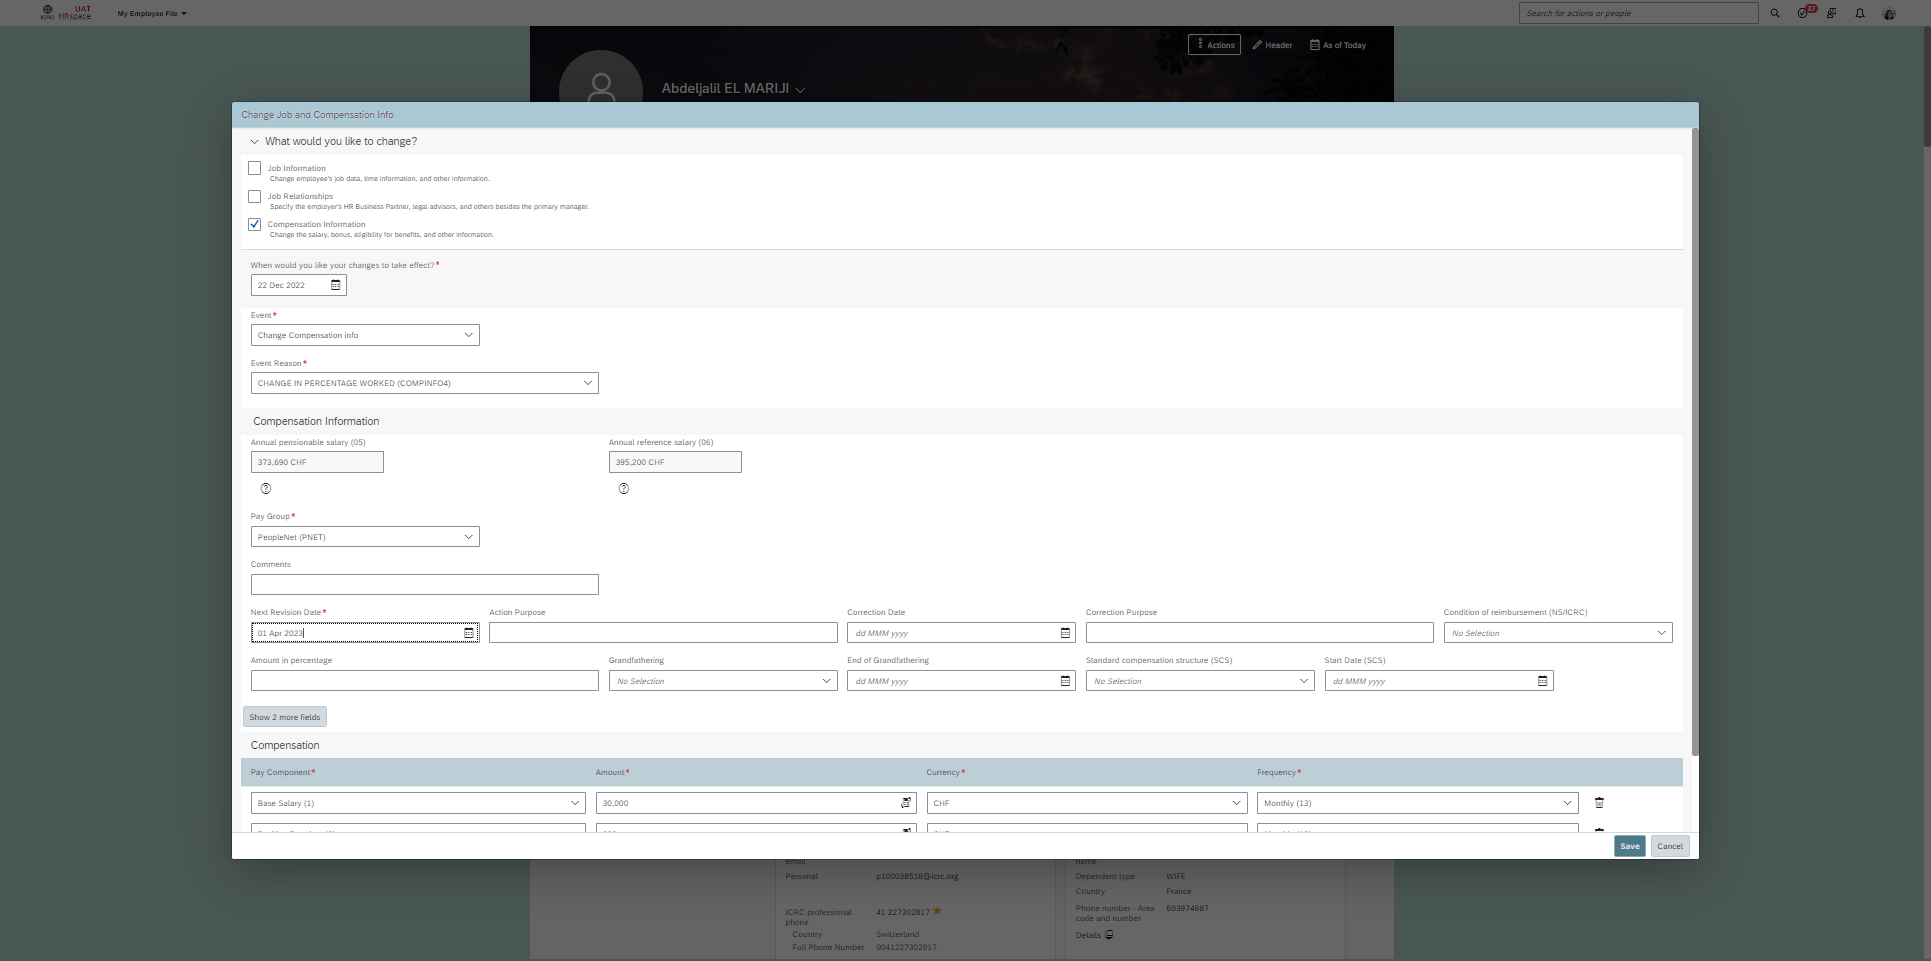 UAT
ICRC HRspace
My Employee File
Search for actions or people
37
Actions
Header
As of Today
Abdeljalil EL MARIJI
Change Job and Compensation Info
What would you like to change?
Job Information
Change employee's job data, time information, and other information.
Job Relationships
Specify the employer's HR Business Partner, legal advisors, and others besides the primary manager.
Compensation Information
Change the salary, bonus, eligibility for benefits, and other information.
When would you like your changes to take effect?*
22 Dec 2022
Event*
Change Compensation info
Event Reason*
CHANGE IN PERCENTAGE WORKED (COMPINFO4)
Compensation Information
Annual pensionable salary (05) Annual reference salary (06)
373,690 CHF 395,200 CHF
Pay Group*
PeopleNet (PNET)
Comments
Next Revision Date* Action Purpose Correction Date Correction Purpose Condition of reimbursement (NS/ICRC)
01 Apr 2023 dd MMM yyyy No Selection
Amount in percentage Grandfathering End of Grandfathering Standard compensation structure (SCS) Start Date (SCS)
No Selection dd MMM yyyy No Selection dd MMM yyyy
Show 2 more fields
Compensation
Pay Component* Amount* Currency* Frequency*
Base Salary (1) 30,000 CHF Monthly (13)
Save Cancel
email name
Personal p100038518@icrc.org Dependent type WIFE
Country France
Phone number - Area 603974987
code and number
ICRC professional 41 227302817
phone
Country Switzerland Details
Full Phone Number 0041227302817